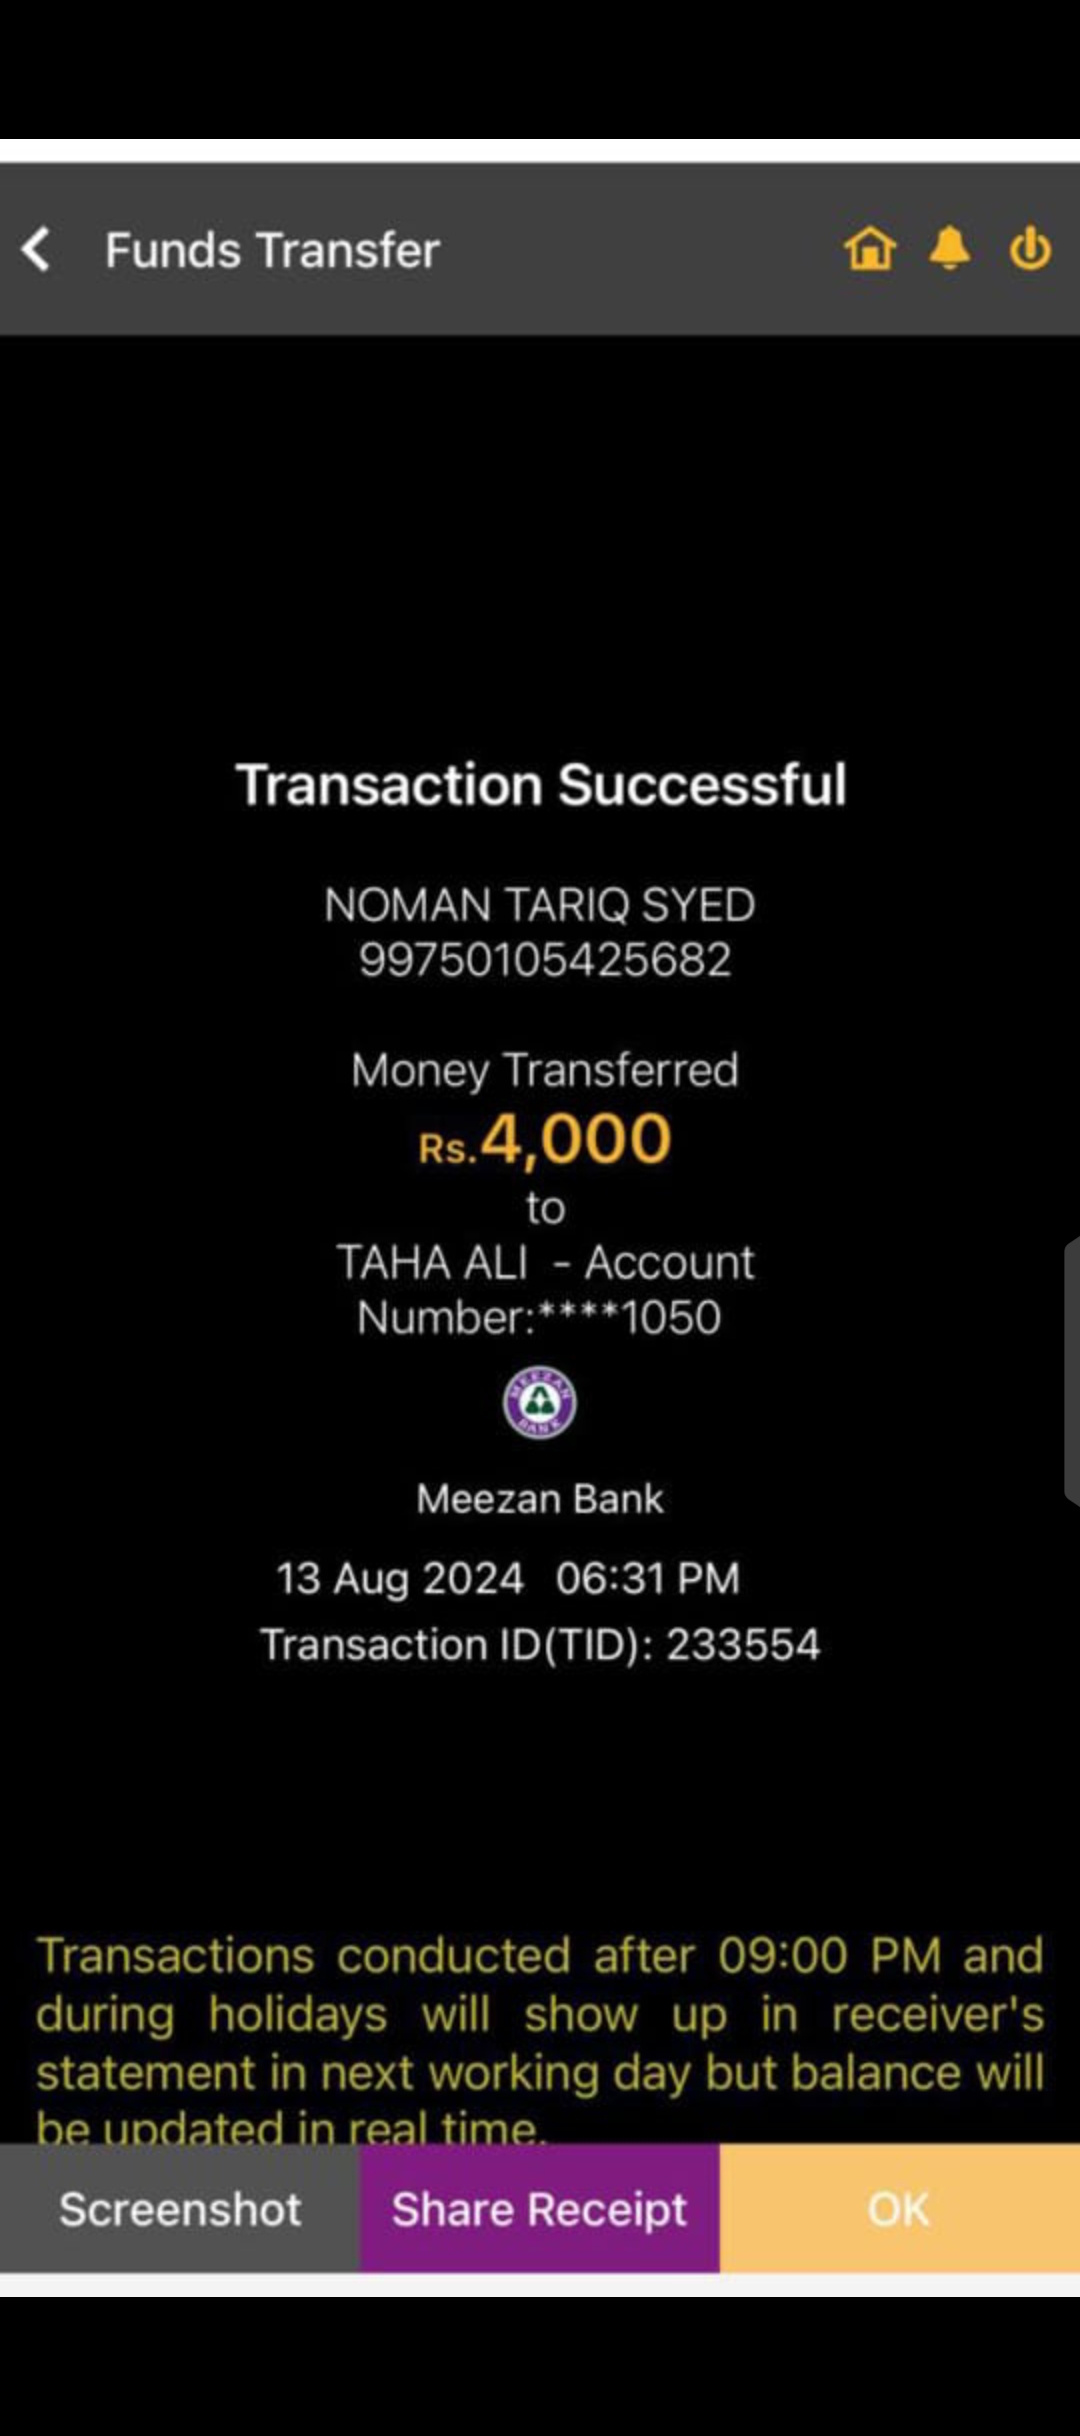 Funds Transfer
Transaction Successful
NOMAN TARIQ SYED
99750105425682
Money Transferred
Rs.4,000
to
TAHA ALI - Account
Number:****1050
MEEZAN
BANK
Meezan Bank
13 Aug 2024 06:31 PM
Transaction ID(TID): 233554
Transactions conducted after 09:00 PM and
during holidays will show up in receiver's
statement in next working day but balance will
be updated in real time.
Screenshot
Share Receipt
OK